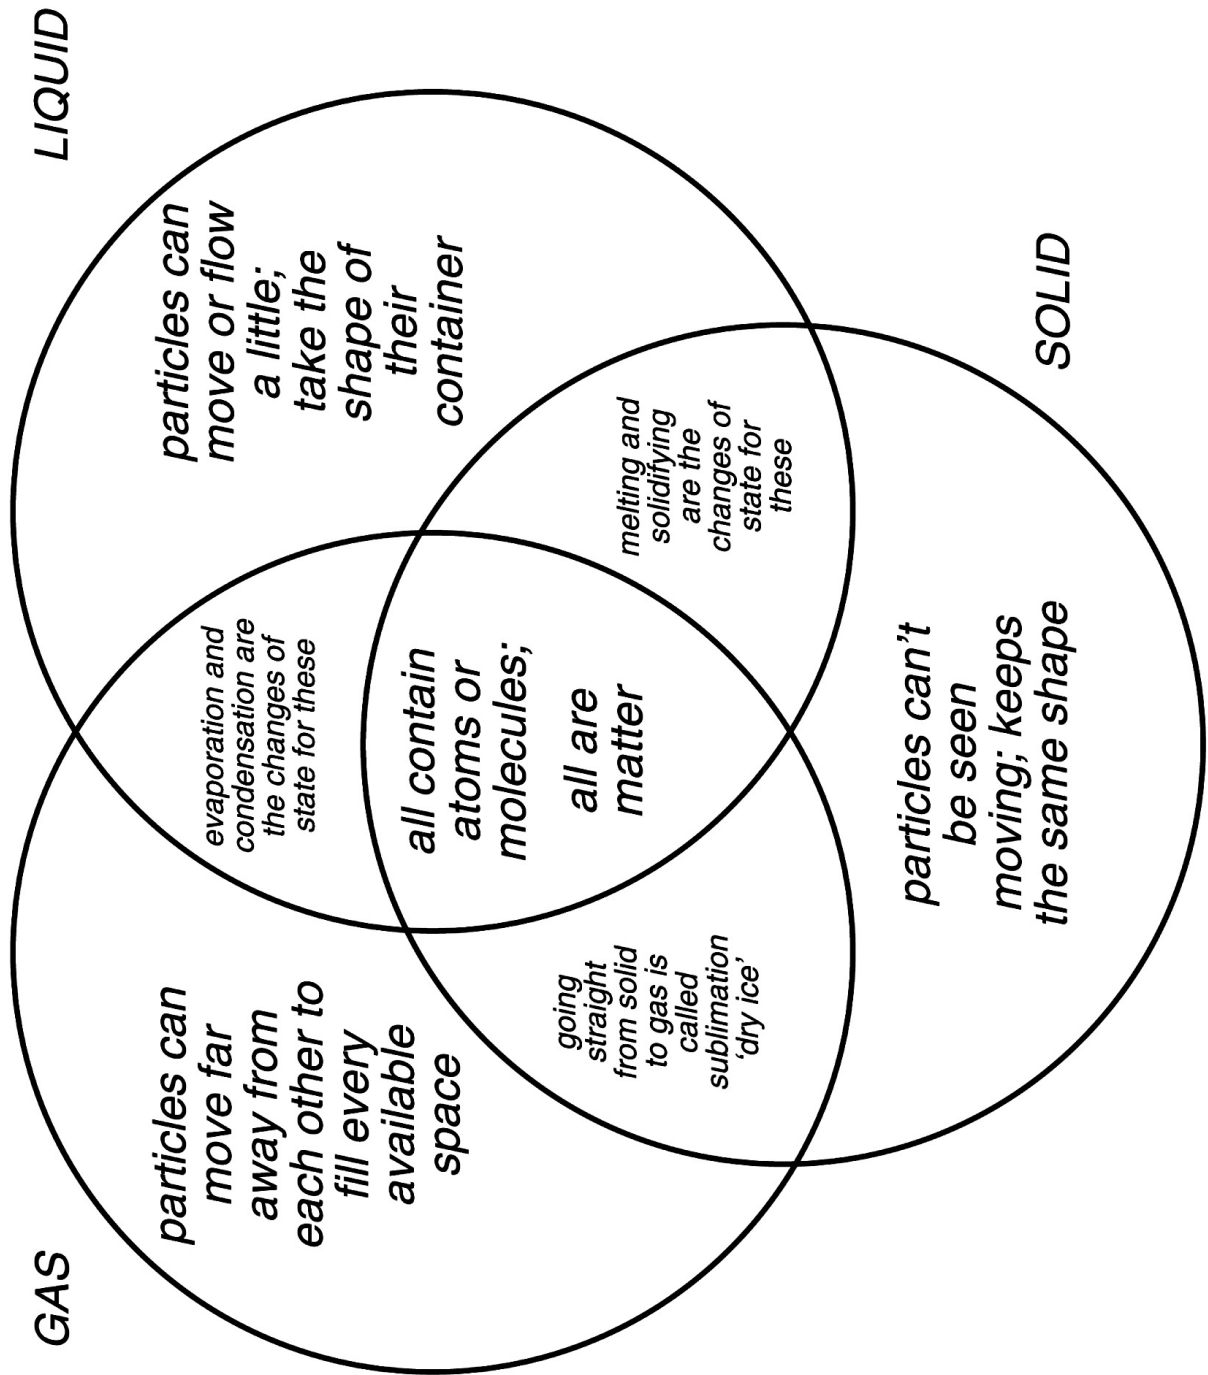 GAS
LIQUID
particles can
move far
away from
each other to
fill every
available
space
evaporation and
condensation are
the changes of
state for these
particles can
move or flow
a little;
take the
shape of
their
container
all contain
atoms or
molecules;
all are
matter
going
straight
from solid
to gas is
called
sublimation
‘dry ice’
melting and
solidifying
are the
changes of
state for
these
particles can’t
be seen
moving; keeps
the same shape
SOLID